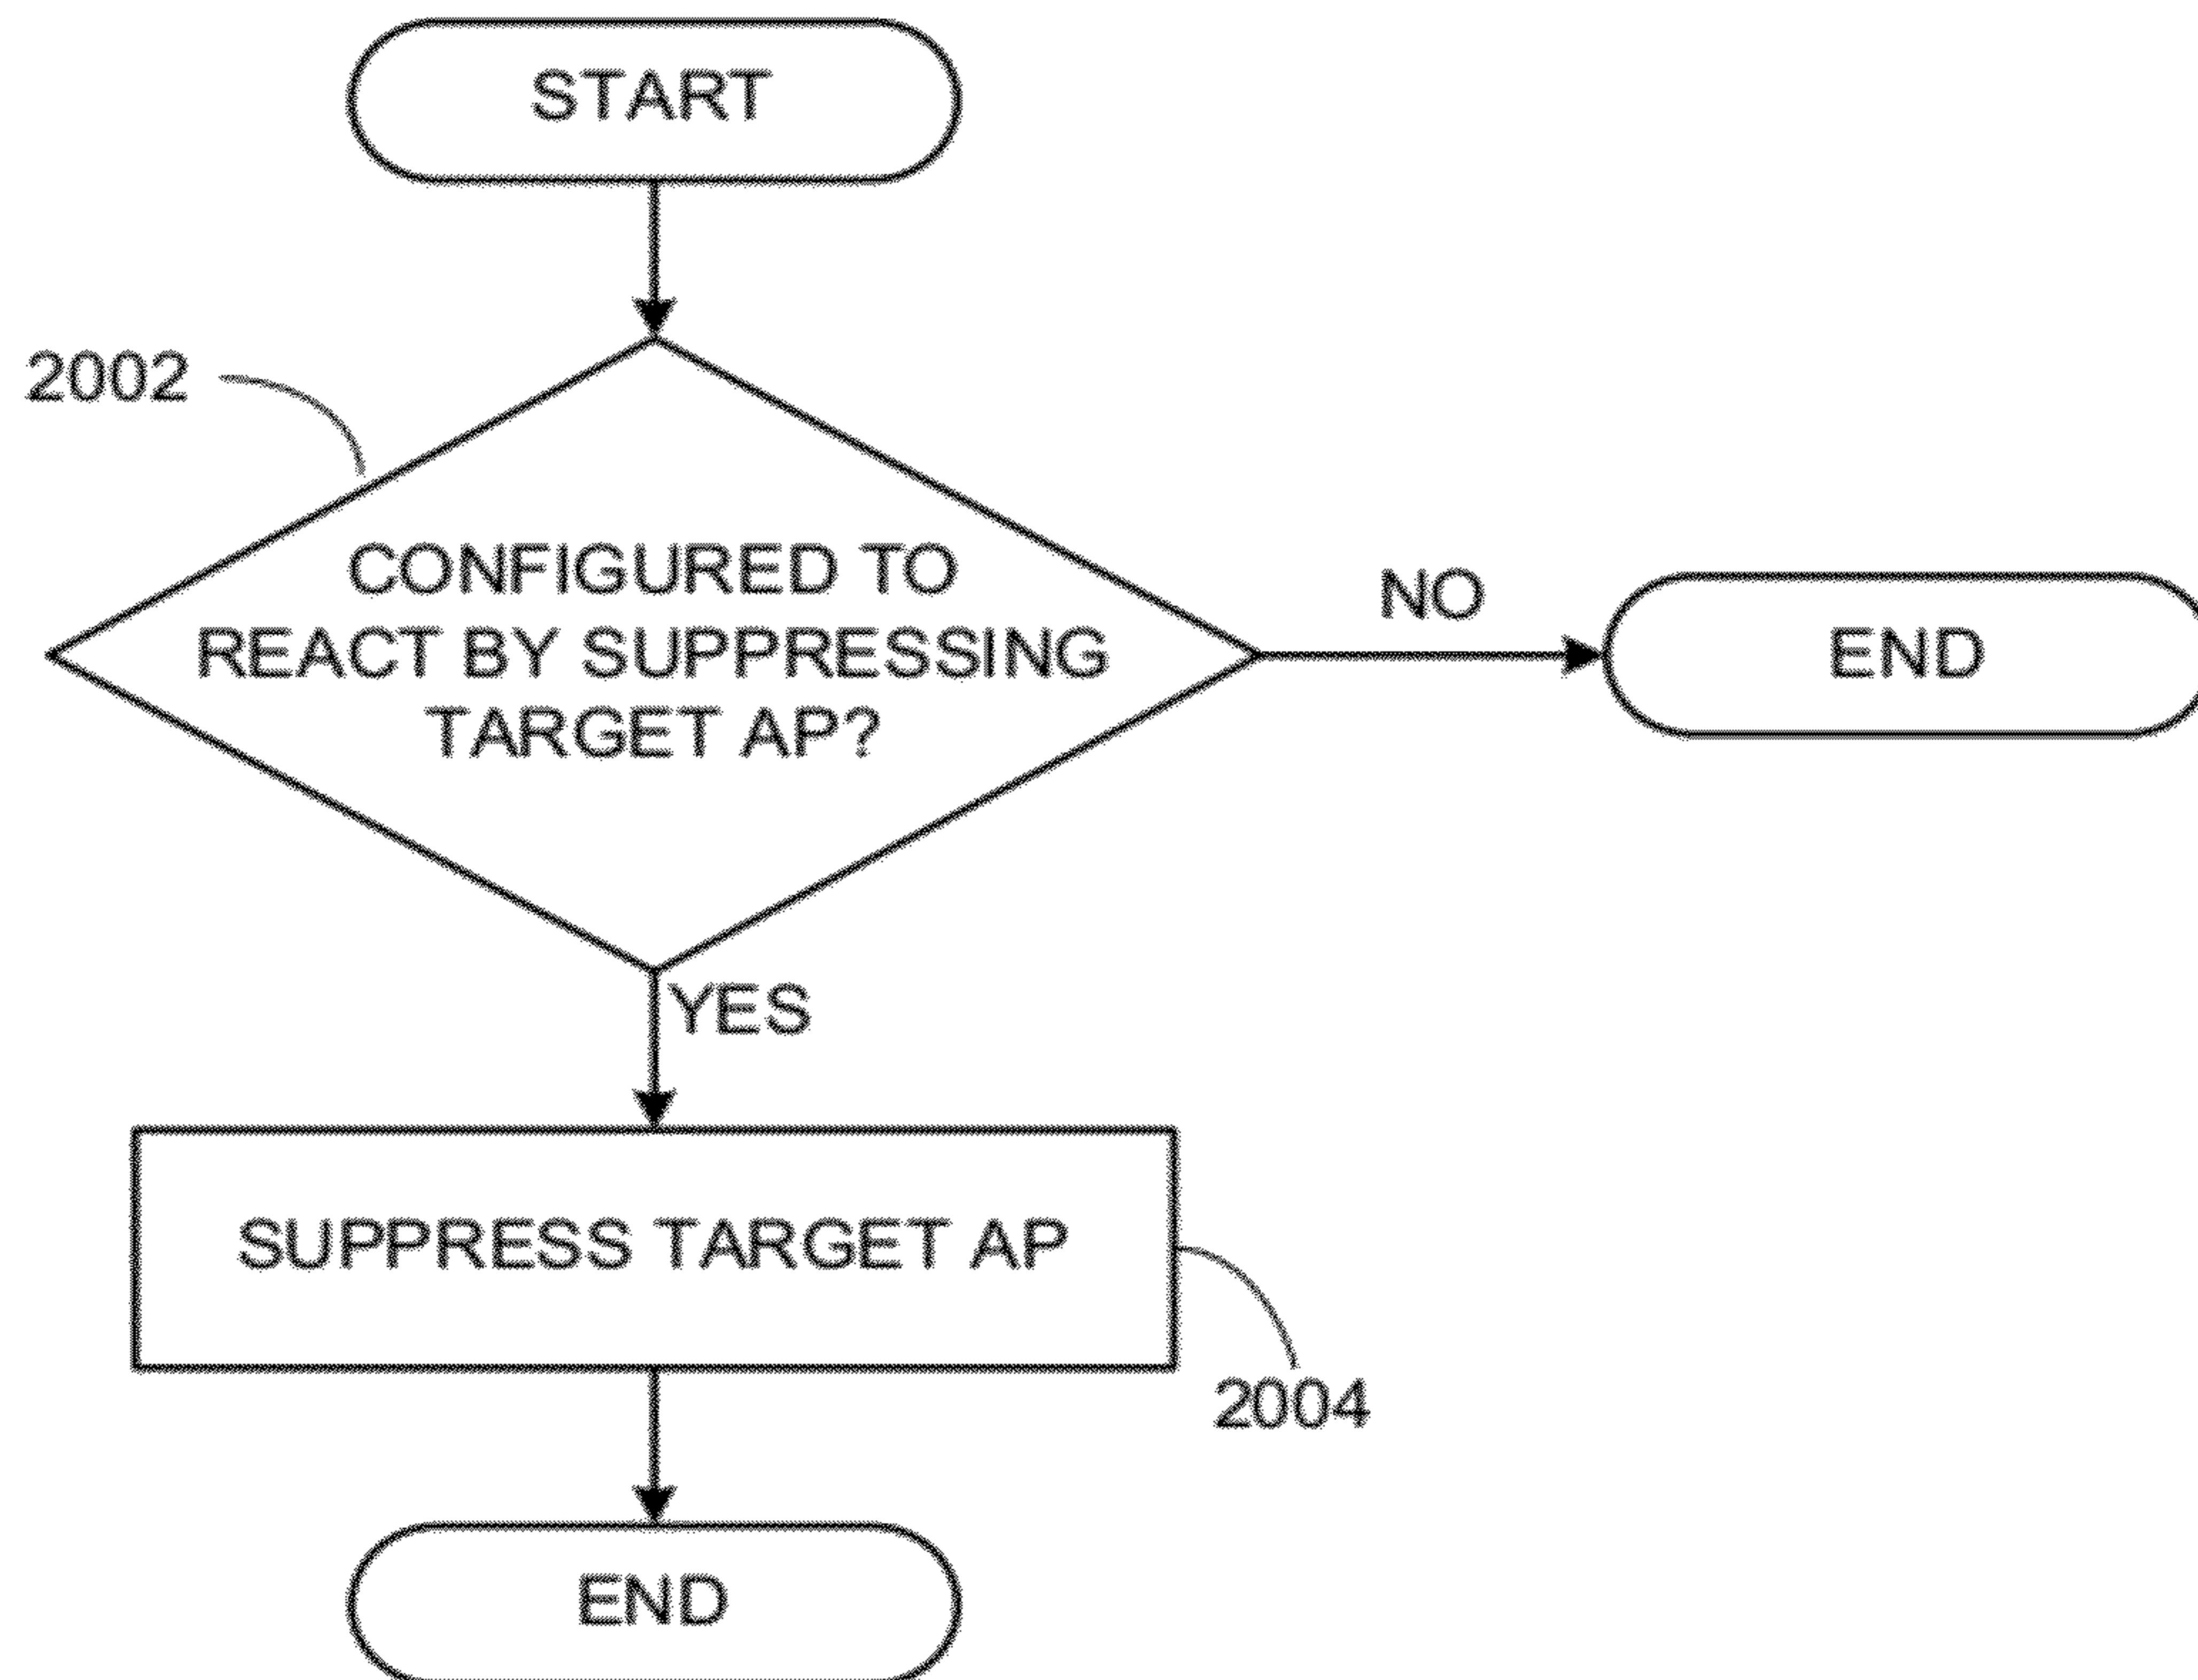 START
2002
CONFIGURED TO
REACT BY SUPPRESSING
TARGET AP?
NO
END
YES
SUPPRESS TARGET AP
2004
END